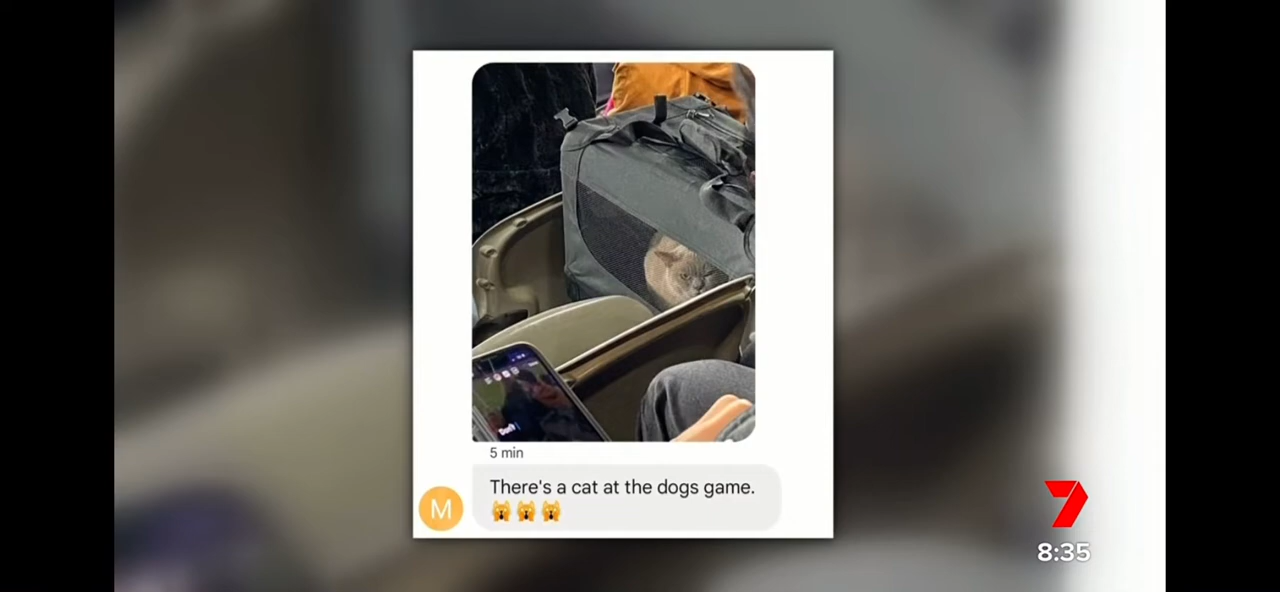 5 min
There's a cat at the dogs game.
🙀🙀🙀
M
7
8:35